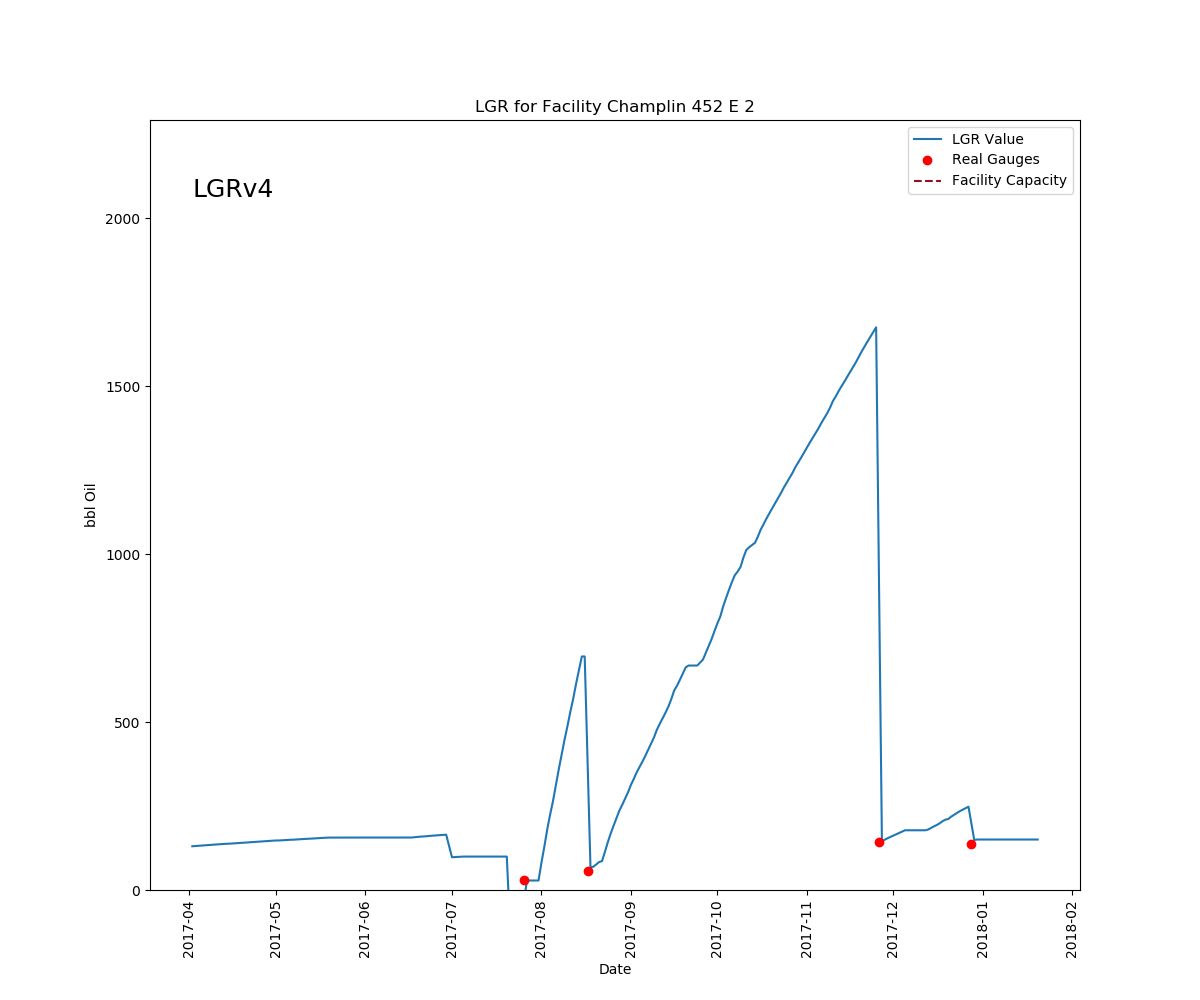 LGR for Facility Champlin 452 E 2
LGR Value
Real Gauges
Facility Capacity
LGRv4
2000
1500
1000
500
0
bbl Oil
2017-04
2017-05
2017-06
2017-07
2017-08
2017-09
2017-10
2017-11
2017-12
2018-01
2018-02
Date